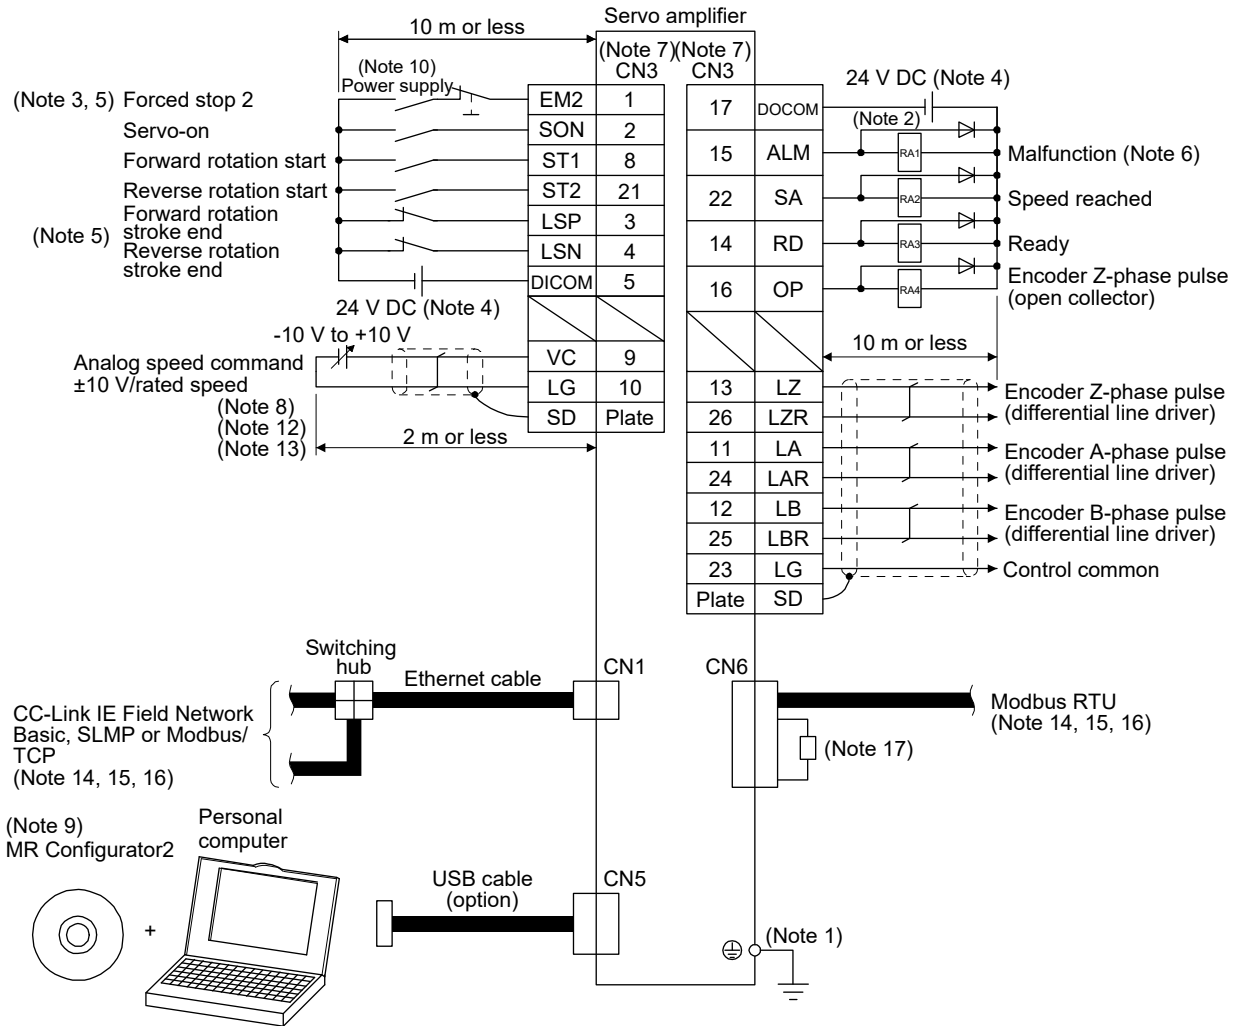 Servo amplifier
10 m or less
(Note 7)(Note 7)
CN3 CN3
(Note 10)
Power supply
24 V DC (Note 4)
(Note 3, 5) Forced stop 2 EM2 1
Servo-on SON 2
Forward rotation start ST1 8
Reverse rotation start ST2 21
Forward rotation
stroke end LSP 3
(Note 5)
Reverse rotation
stroke end LSN 4
DICOM 5
24 V DC (Note 4)
-10 V to +10 V
Analog speed command
±10 V/rated speed
(Note 8)
(Note 12)
(Note 13)
VC 9
LG 10
SD Plate
2 m or less
17 DOCOM
(Note 2)
15 ALM RA1 Malfunction (Note 6)
22 SA RA2 Speed reached
14 RD RA3 Ready
16 OP RA4 Encoder Z-phase pulse
(open collector)
10 m or less
13 LZ Encoder Z-phase pulse
26 LZR (differential line driver)
11 LA Encoder A-phase pulse
24 LAR (differential line driver)
12 LB Encoder B-phase pulse
25 LBR (differential line driver)
23 LG Control common
Plate SD
Switching
hub
Ethernet cable
CN1
CN6
CC-Link IE Field Network
Basic, SLMP or Modbus/
TCP
(Note 14, 15, 16)
Modbus RTU
(Note 14, 15, 16)
(Note 17)
(Note 9)
MR Configurator2
+
Personal
computer
USB cable
(option)
CN5
(Note 1)